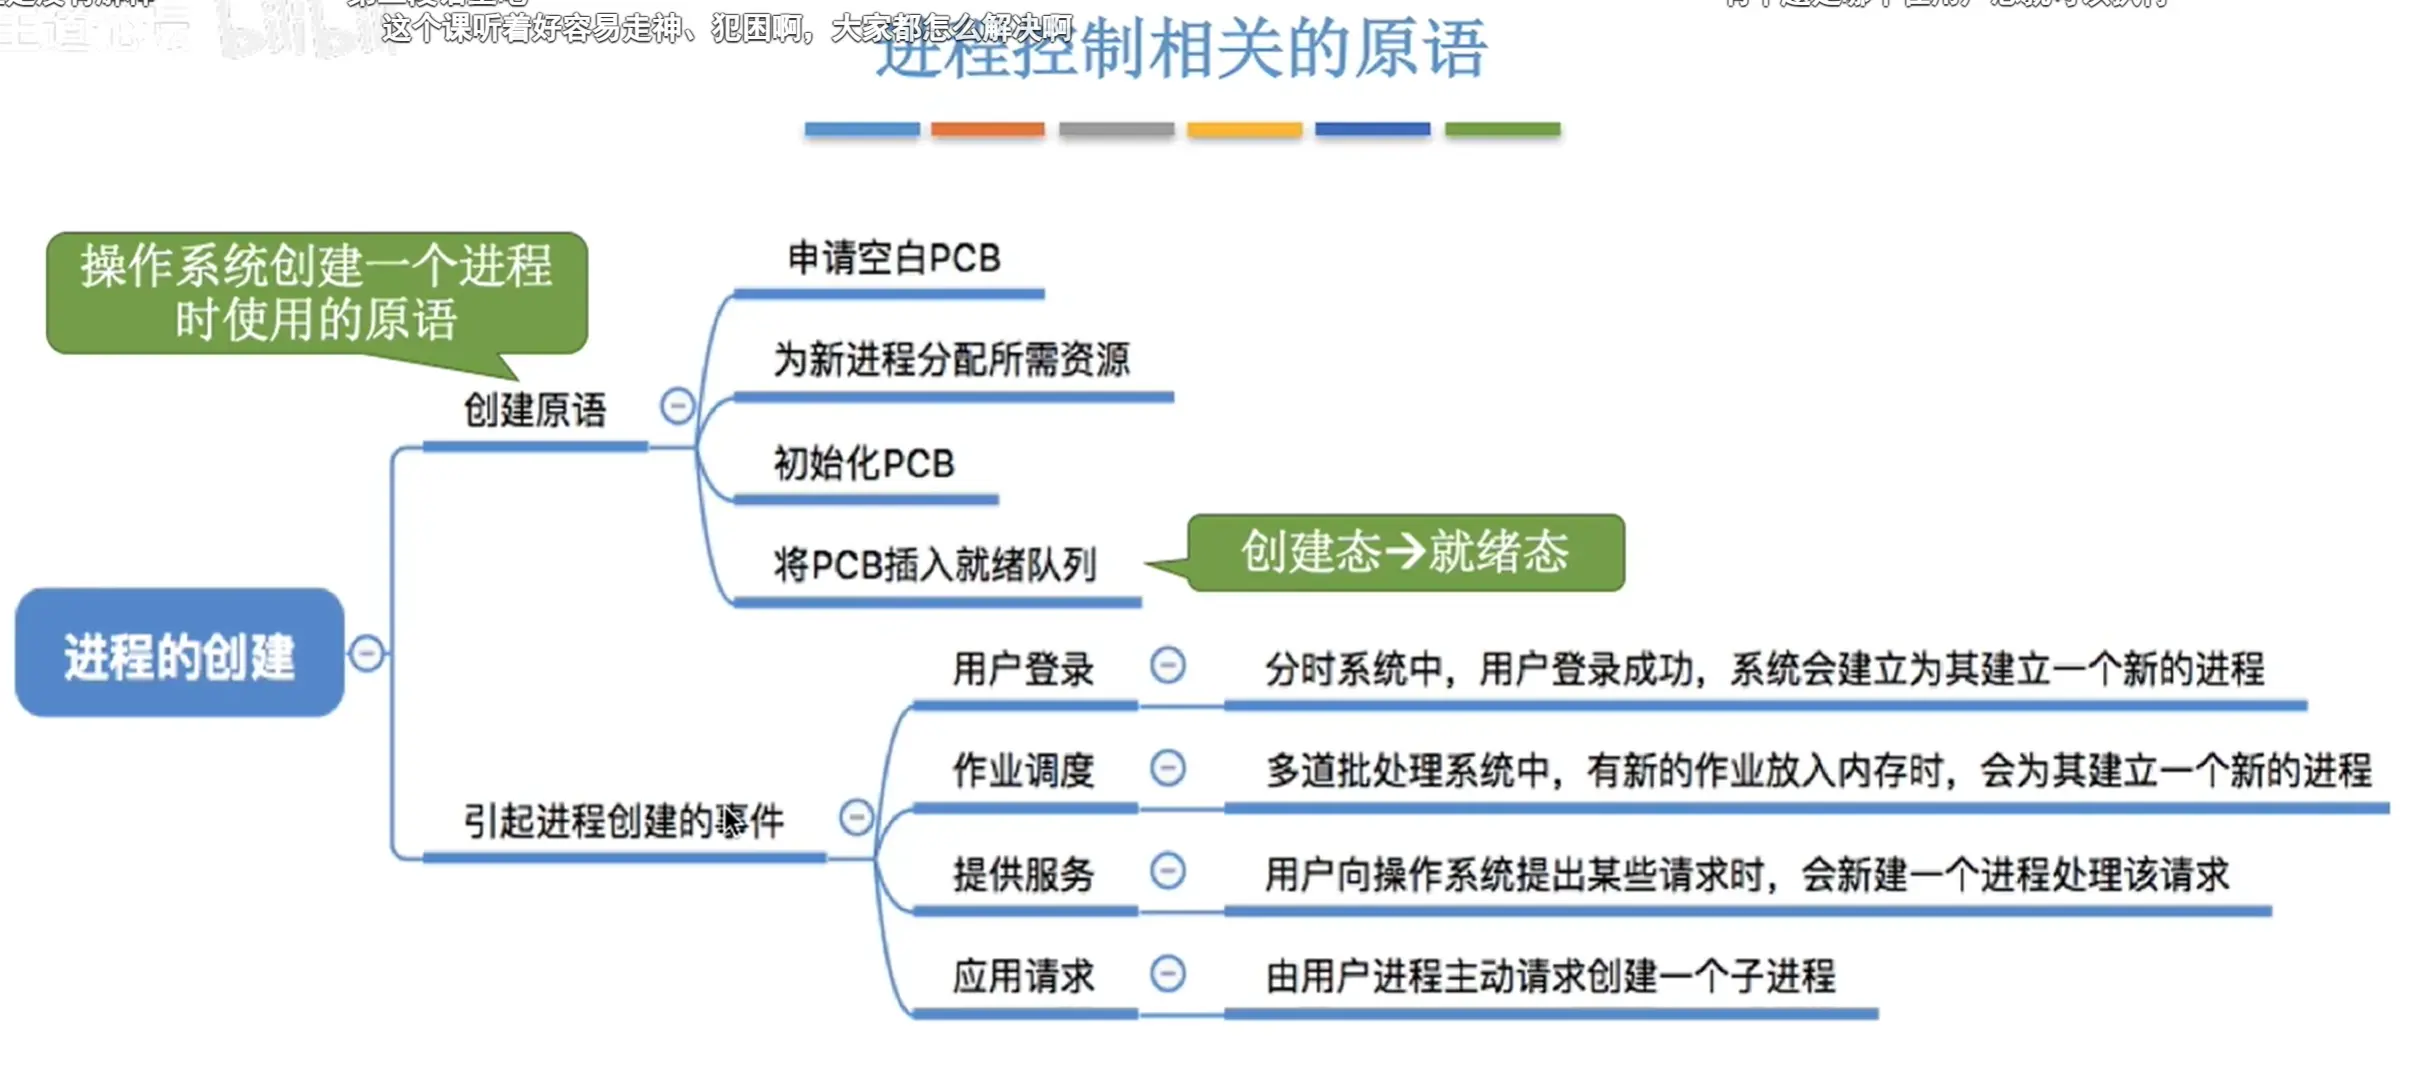 这个课听着好容易走神、犯困啊，大家都怎么解决啊
进程控制相关的原语
操作系统创建一个进程
时使用的原语
申请空白PCB
为新进程分配所需资源
创建原语
初始化PCB
将PCB插入就绪队列
创建态→就绪态
进程的创建
用户登录
分时系统中，用户登录成功，系统会建立为其建立一个新的进程
作业调度
多道批处理系统中，有新的作业放入内存时，会为其建立一个新的进程
引起进程创建的事件
提供服务
用户向操作系统提出某些请求时，会新建一个进程处理该请求
应用请求
由用户进程主动请求创建一个子进程